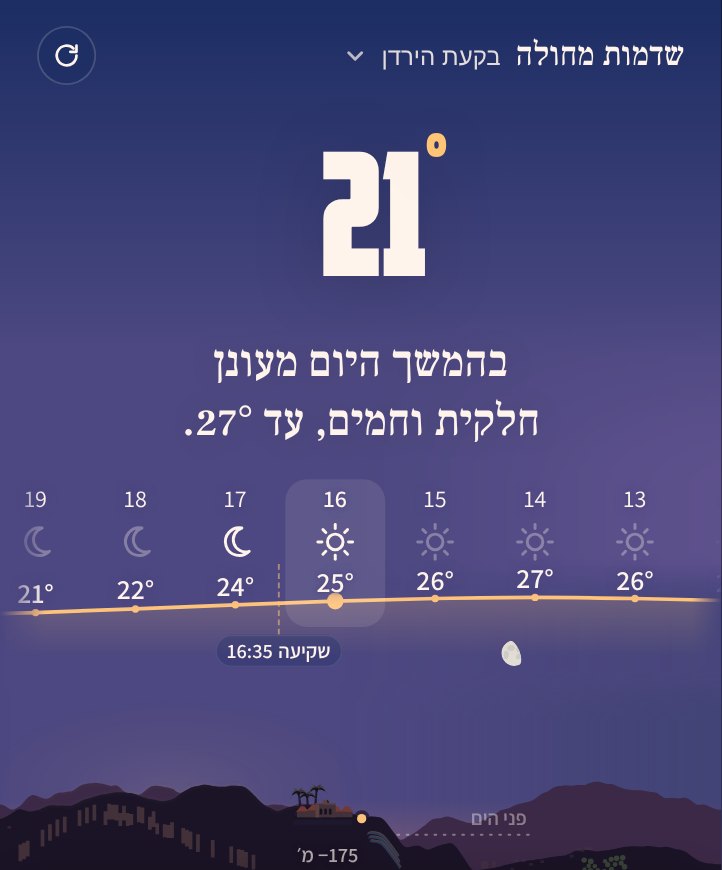 שדמות מחולה בקעת הירדן
21°
בהמשך היום מעונן
חלקית וחמים, עד 27°.
13 14 15 16 17 18 19
26° 27° 26° 25° 24° 22° 21°
שקיעה 16:35
פני הים
−175 מ׳